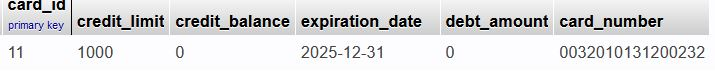 card_id credit_limit credit_balance expiration_date debt_amount card_number
primary key
11 1000 0 2025-12-31 0 0032010131200232